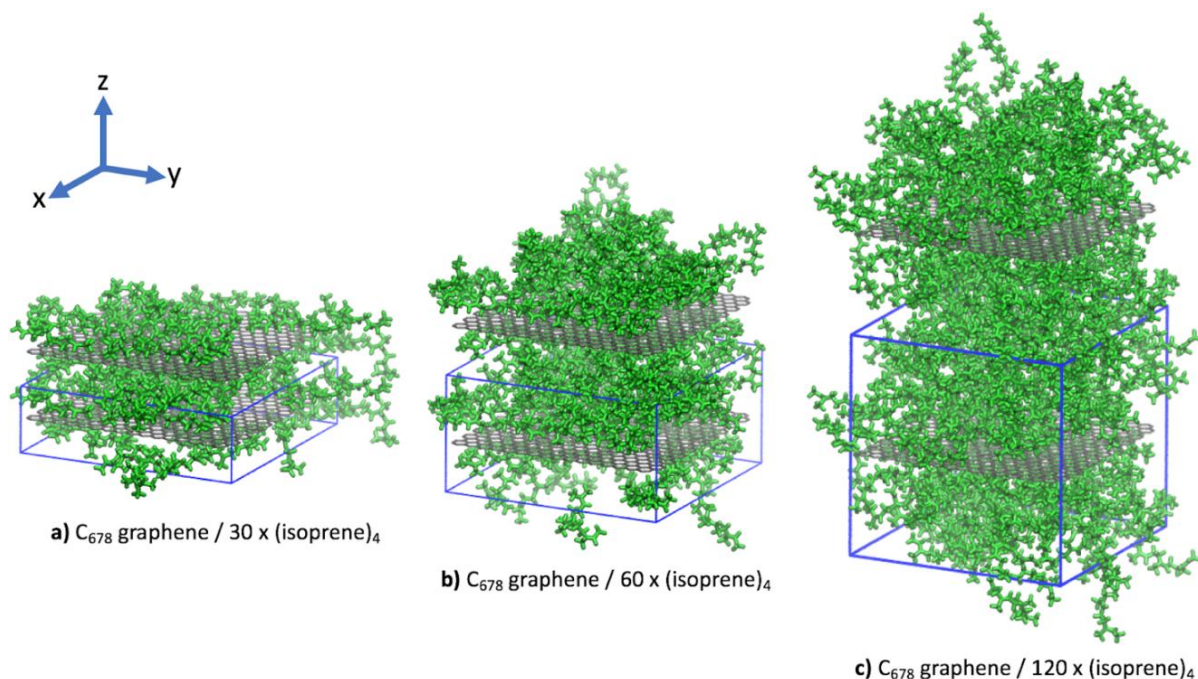 z
y
x
a) C₆₇₈ graphene / 30 x (isoprene)₄
b) C₆₇₈ graphene / 60 x (isoprene)₄
c) C₆₇₈ graphene / 120 x (isoprene)₄